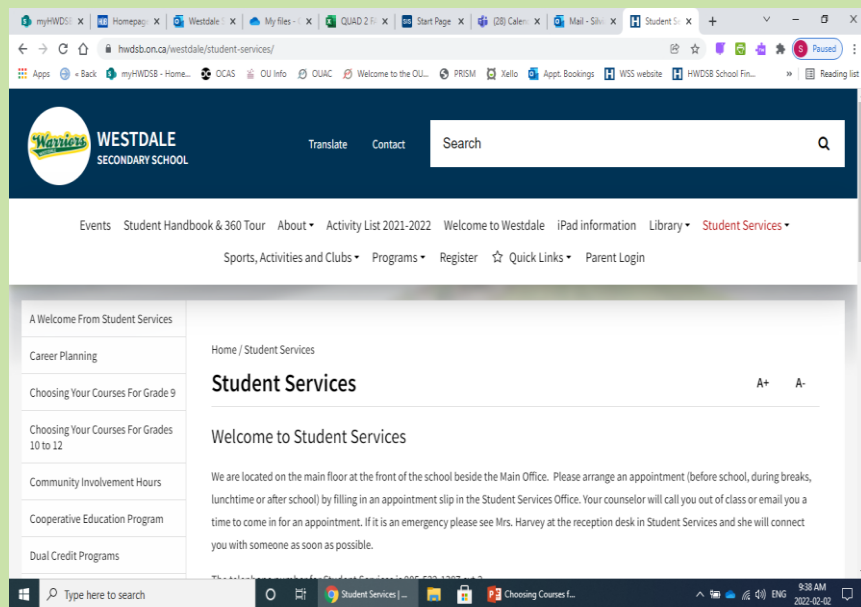 myHWDSB Homepag Westdale S My files - QUAD 2 F Start Page (28) Calen Mail - Silv Student Se
hwdsb.on.ca/westdale/student-services/ Paused
Apps « Back myHWDSB - Home... OCAS OU Info OUAC Welcome to the OU... PRISM Xello Appt. Bookings WSS website HWDSB School Fin... » Reading list
Warriors
WESTDALE
SECONDARY SCHOOL
Translate Contact Search
Events Student Handbook & 360 Tour About Activity List 2021-2022 Welcome to Westdale iPad information Library Student Services
Sports, Activities and Clubs Programs Register Quick Links Parent Login
A Welcome From Student Services
Career Planning
Choosing Your Courses For Grade 9
Choosing Your Courses For Grades
10 to 12
Community Involvement Hours
Cooperative Education Program
Dual Credit Programs
Home / Student Services
Student Services A+ A-
Welcome to Student Services
We are located on the main floor at the front of the school beside the Main Office. Please arrange an appointment (before school, during breaks,
lunchtime or after school) by filling in an appointment slip in the Student Services Office. Your counselor will call you out of class or email you a
time to come in for an appointment. If it is an emergency please see Mrs. Harvey at the reception desk in Student Services and she will connect
you with someone as soon as possible.
Type here to search Student Services | ... Choosing Courses f... ENG 9:38 AM
2022-02-02